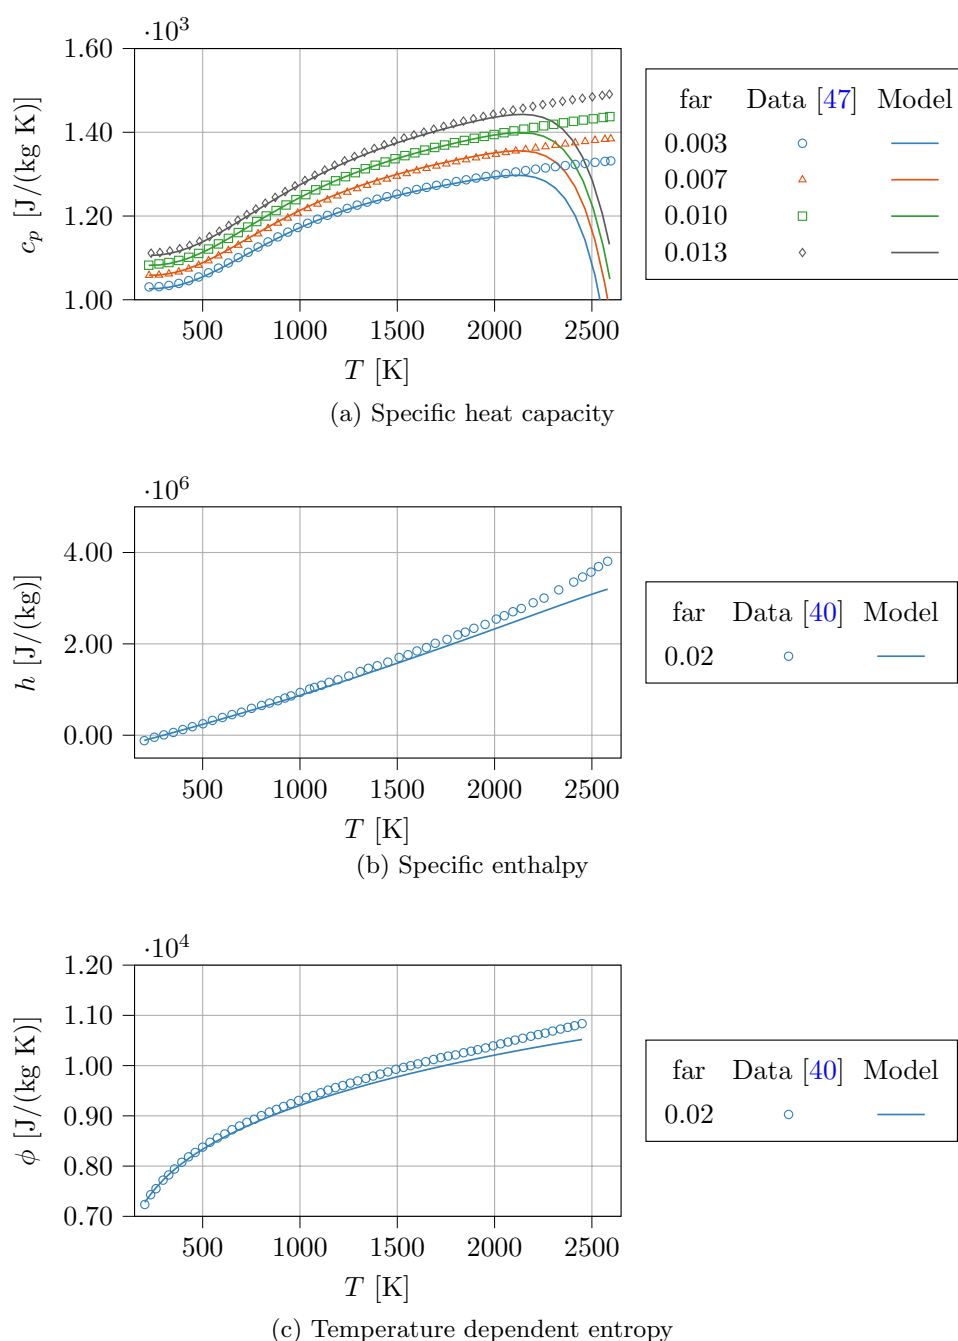 ·10³
1.60
1.40
1.20
1.00
c_p [J/(kg K)]
500 1000 1500 2000 2500
T [K]
far Data [47] Model
0.003
0.007
0.010
0.013
(a) Specific heat capacity
·10⁶
4.00
2.00
0.00
h [J/(kg)]
500 1000 1500 2000 2500
T [K]
far Data [40] Model
0.02
(b) Specific enthalpy
·10⁴
1.20
1.10
1.00
0.90
0.80
0.70
ϕ [J/(kg K)]
500 1000 1500 2000 2500
T [K]
far Data [40] Model
0.02
(c) Temperature dependent entropy